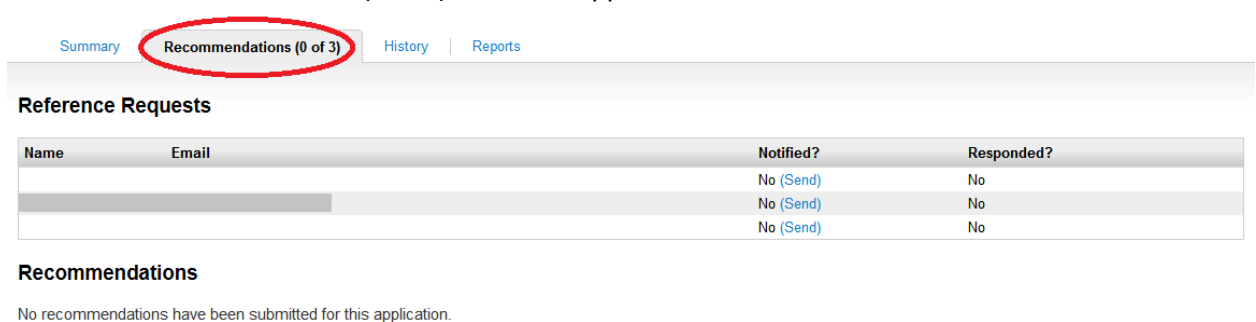 Summary Recommendations (0 of 3) History Reports
Reference Requests
Name Email Notified? Responded?
No (Send) No
No (Send) No
No (Send) No
Recommendations
No recommendations have been submitted for this application.